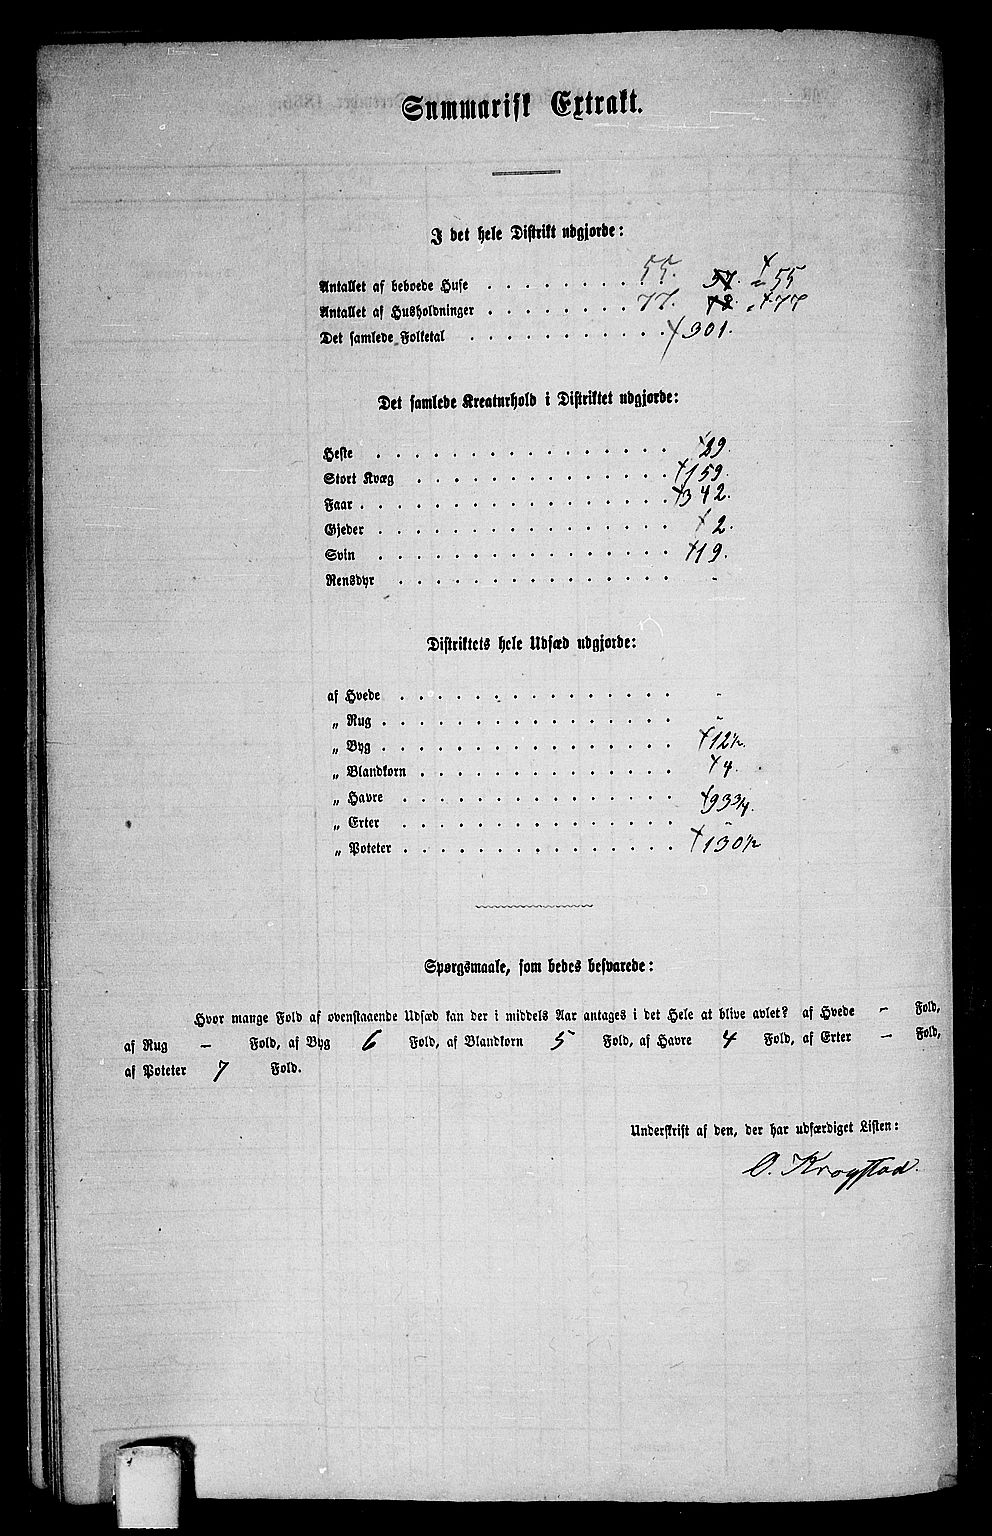 Summarisk Extrakt.
I det hele Distrikt udgjorde:
Antallet af beboede Huse . . . . . . . . 55. 57. 55
Antallet af Husholdninger . . . . . . . . 77. 72. 77
Det samlede Folketal . . . . . . . . . . 301.
Det samlede Kreaturhold i Distriktet udgjorde:
Heste . . . . . . . . . . . . . . . . 29.
Stort Kvæg . . . . . . . . . . . . . . 159.
Faar . . . . . . . . . . . . . . . . . 342.
Gjeder . . . . . . . . . . . . . . . . 2.
Svin . . . . . . . . . . . . . . . . 19.
Rensdyr . . . . . . . . . . . . . . . -
Distriktets hele Udsæd udgjorde:
af Hvede . . . . . . . . . . . . . . . -
„ Rug . . . . . . . . . . . . . . . . -
„ Byg . . . . . . . . . . . . . . . . 12½.
„ Blandkorn . . . . . . . . . . . . . . 4.
„ Havre . . . . . . . . . . . . . . . 93¾.
„ Erter . . . . . . . . . . . . . . . "
„ Poteter . . . . . . . . . . . . . . . 130½
Spørgsmaale, som bedes besvarede:
Hvor mange Fold af ovenstaaende Udsæd kan der i middels Aar antages i det Hele at blive avlet? af Hvede – Fold,
af Rug – Fold, af Byg 6 Fold, af Blandkorn 5 Fold, af Havre 4 Fold, af Erter – Fold,
af Poteter 7 Fold.
Underskrift af den, der har udfærdiget Listen:
O. Krogstad.